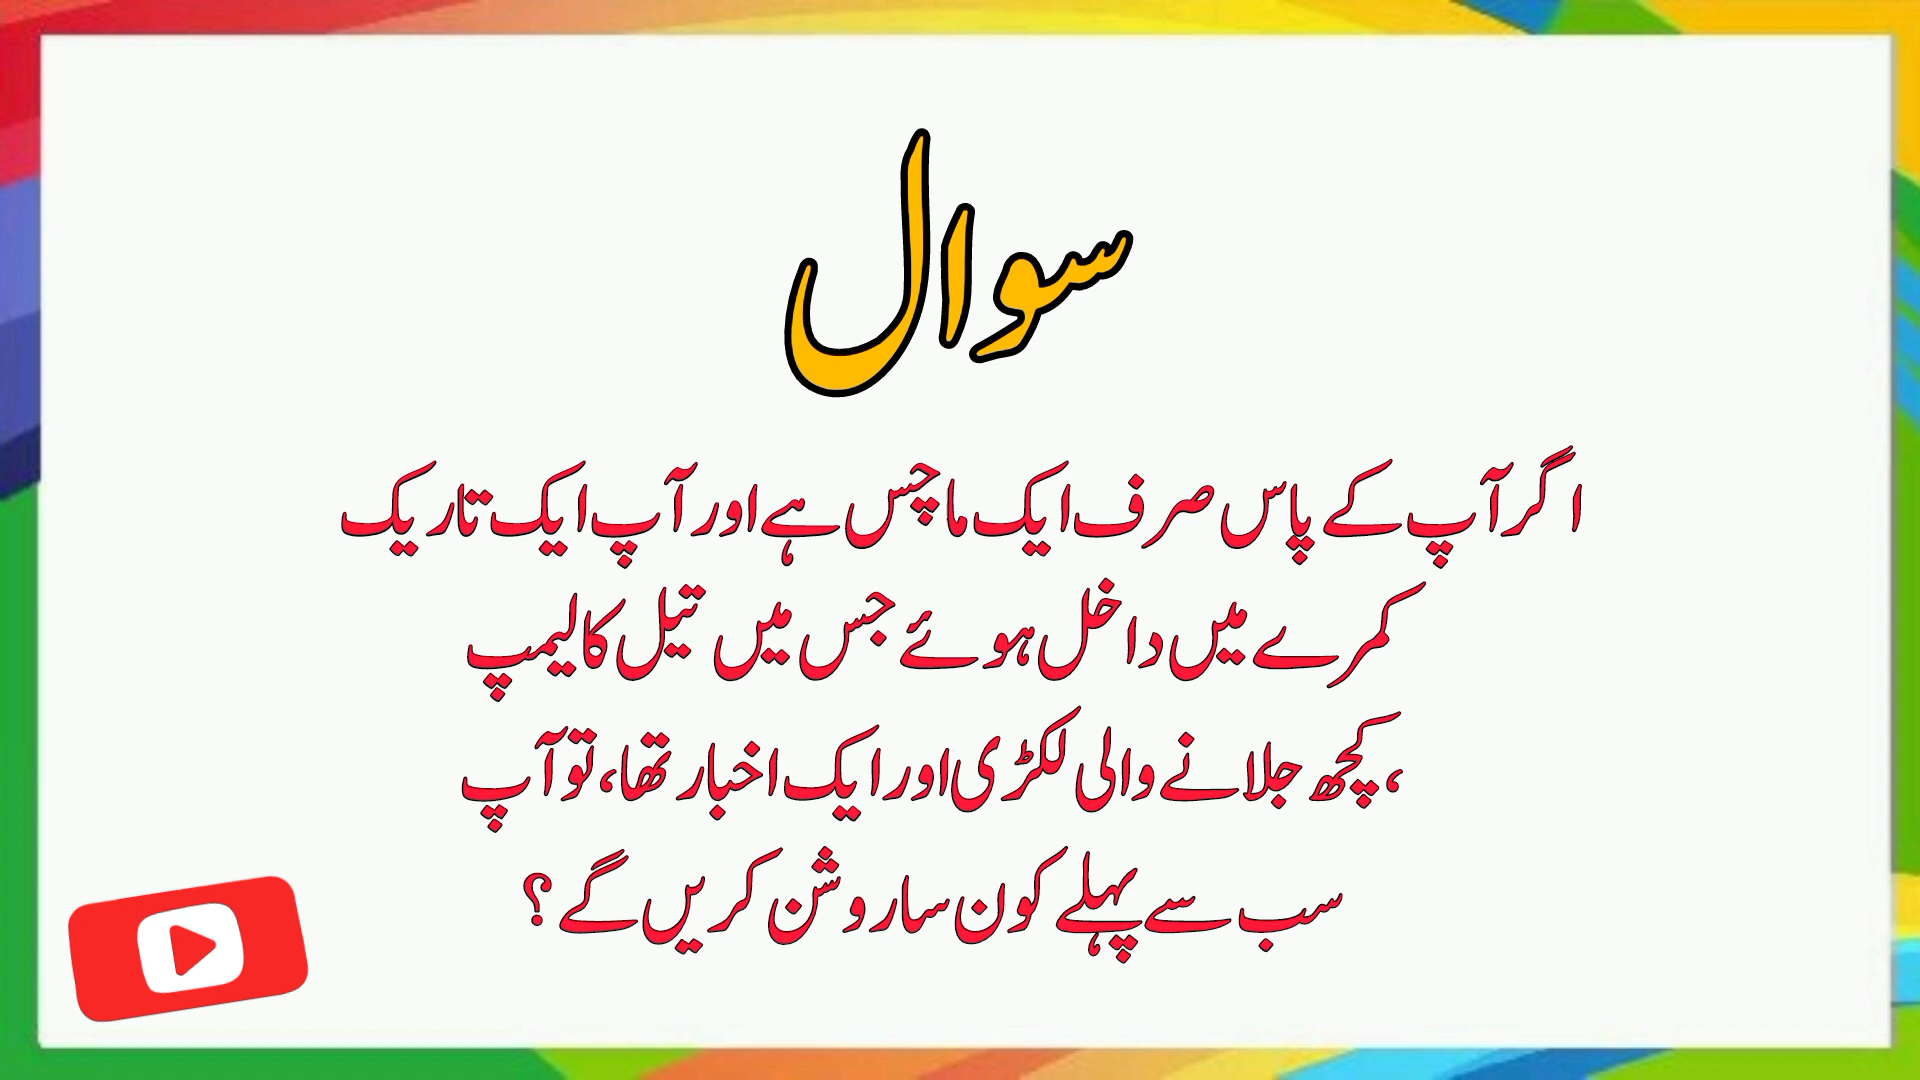 سوال
اگر آپ کے پاس صرف ایک ماچس ہے اور آپ ایک تاریک
کمرے میں داخل ہوئے جس میں تیل کا لیمپ
، کچھ جلانے والی لکڑی اور ایک اخبار تھا، تو آپ
سب سے پہلے کون سا روشن کریں گے ؟